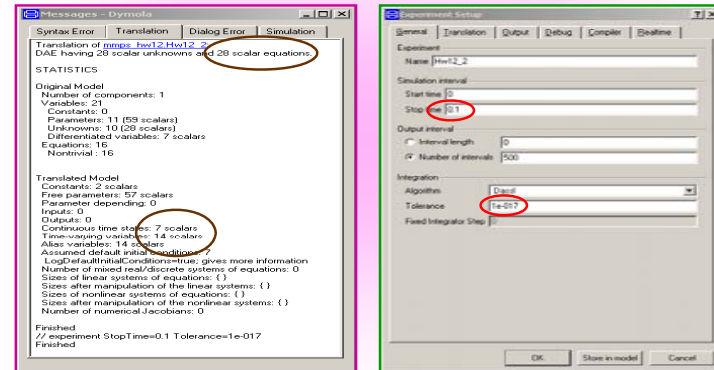 Messages - Dymola
Syntax Error Translation Dialog Error Simulation
Translation of mmps_hw12.Hw12_2
DAE having 28 scalar unknowns and 28 scalar equations.
STATISTICS
Original Model
Number of components: 1
Variables: 21
Constants: 0
Parameters: 11 (59 scalars)
Unknowns: 10 (28 scalars)
Differentiated variables: 7 scalars
Equations: 16
Nontrivial : 16
Translated Model
Constants: 2 scalars
Free parameters: 57 scalars
Parameter depending: 0
Inputs: 0
Outputs: 0
Continuous time states: 7 scalars
Time-varying variables: 14 scalars
Alias variables: 14 scalars
Assumed default initial conditions: 7
LogDefaultInitialConditions=true; gives more information
Number of mixed real/discrete systems of equations: 0
Sizes of linear systems of equations: { }
Sizes after manipulation of the linear systems: { }
Sizes of nonlinear systems of equations: { }
Sizes after manipulation of the nonlinear systems: { }
Number of numerical Jacobians: 0
Finished
// experiment StopTime=0.1 Tolerance=1e-017
Finished
Experiment Setup
General Translation Output Debug Compiler Realtime
Experiment
Name Hw12_2
Simulation interval
Start time 0
Stop time 0.1
Output interval
Interval length 0
Number of intervals 500
Integration
Algorithm Dassl
Tolerance 1e-017
Fixed Integrator Step 0
OK Store in model Cancel